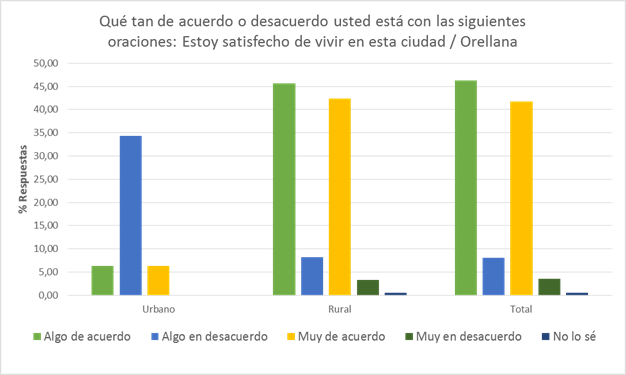 Qué tan de acuerdo o desacuerdo usted está con las siguientes
oraciones: Estoy satisfecho de vivir en esta ciudad / Orellana
% Respuestas
50,00
45,00
40,00
35,00
30,00
25,00
20,00
15,00
10,00
5,00
0,00
Urbano Rural Total
Algo de acuerdo Algo en desacuerdo Muy de acuerdo Muy en desacuerdo No lo sé